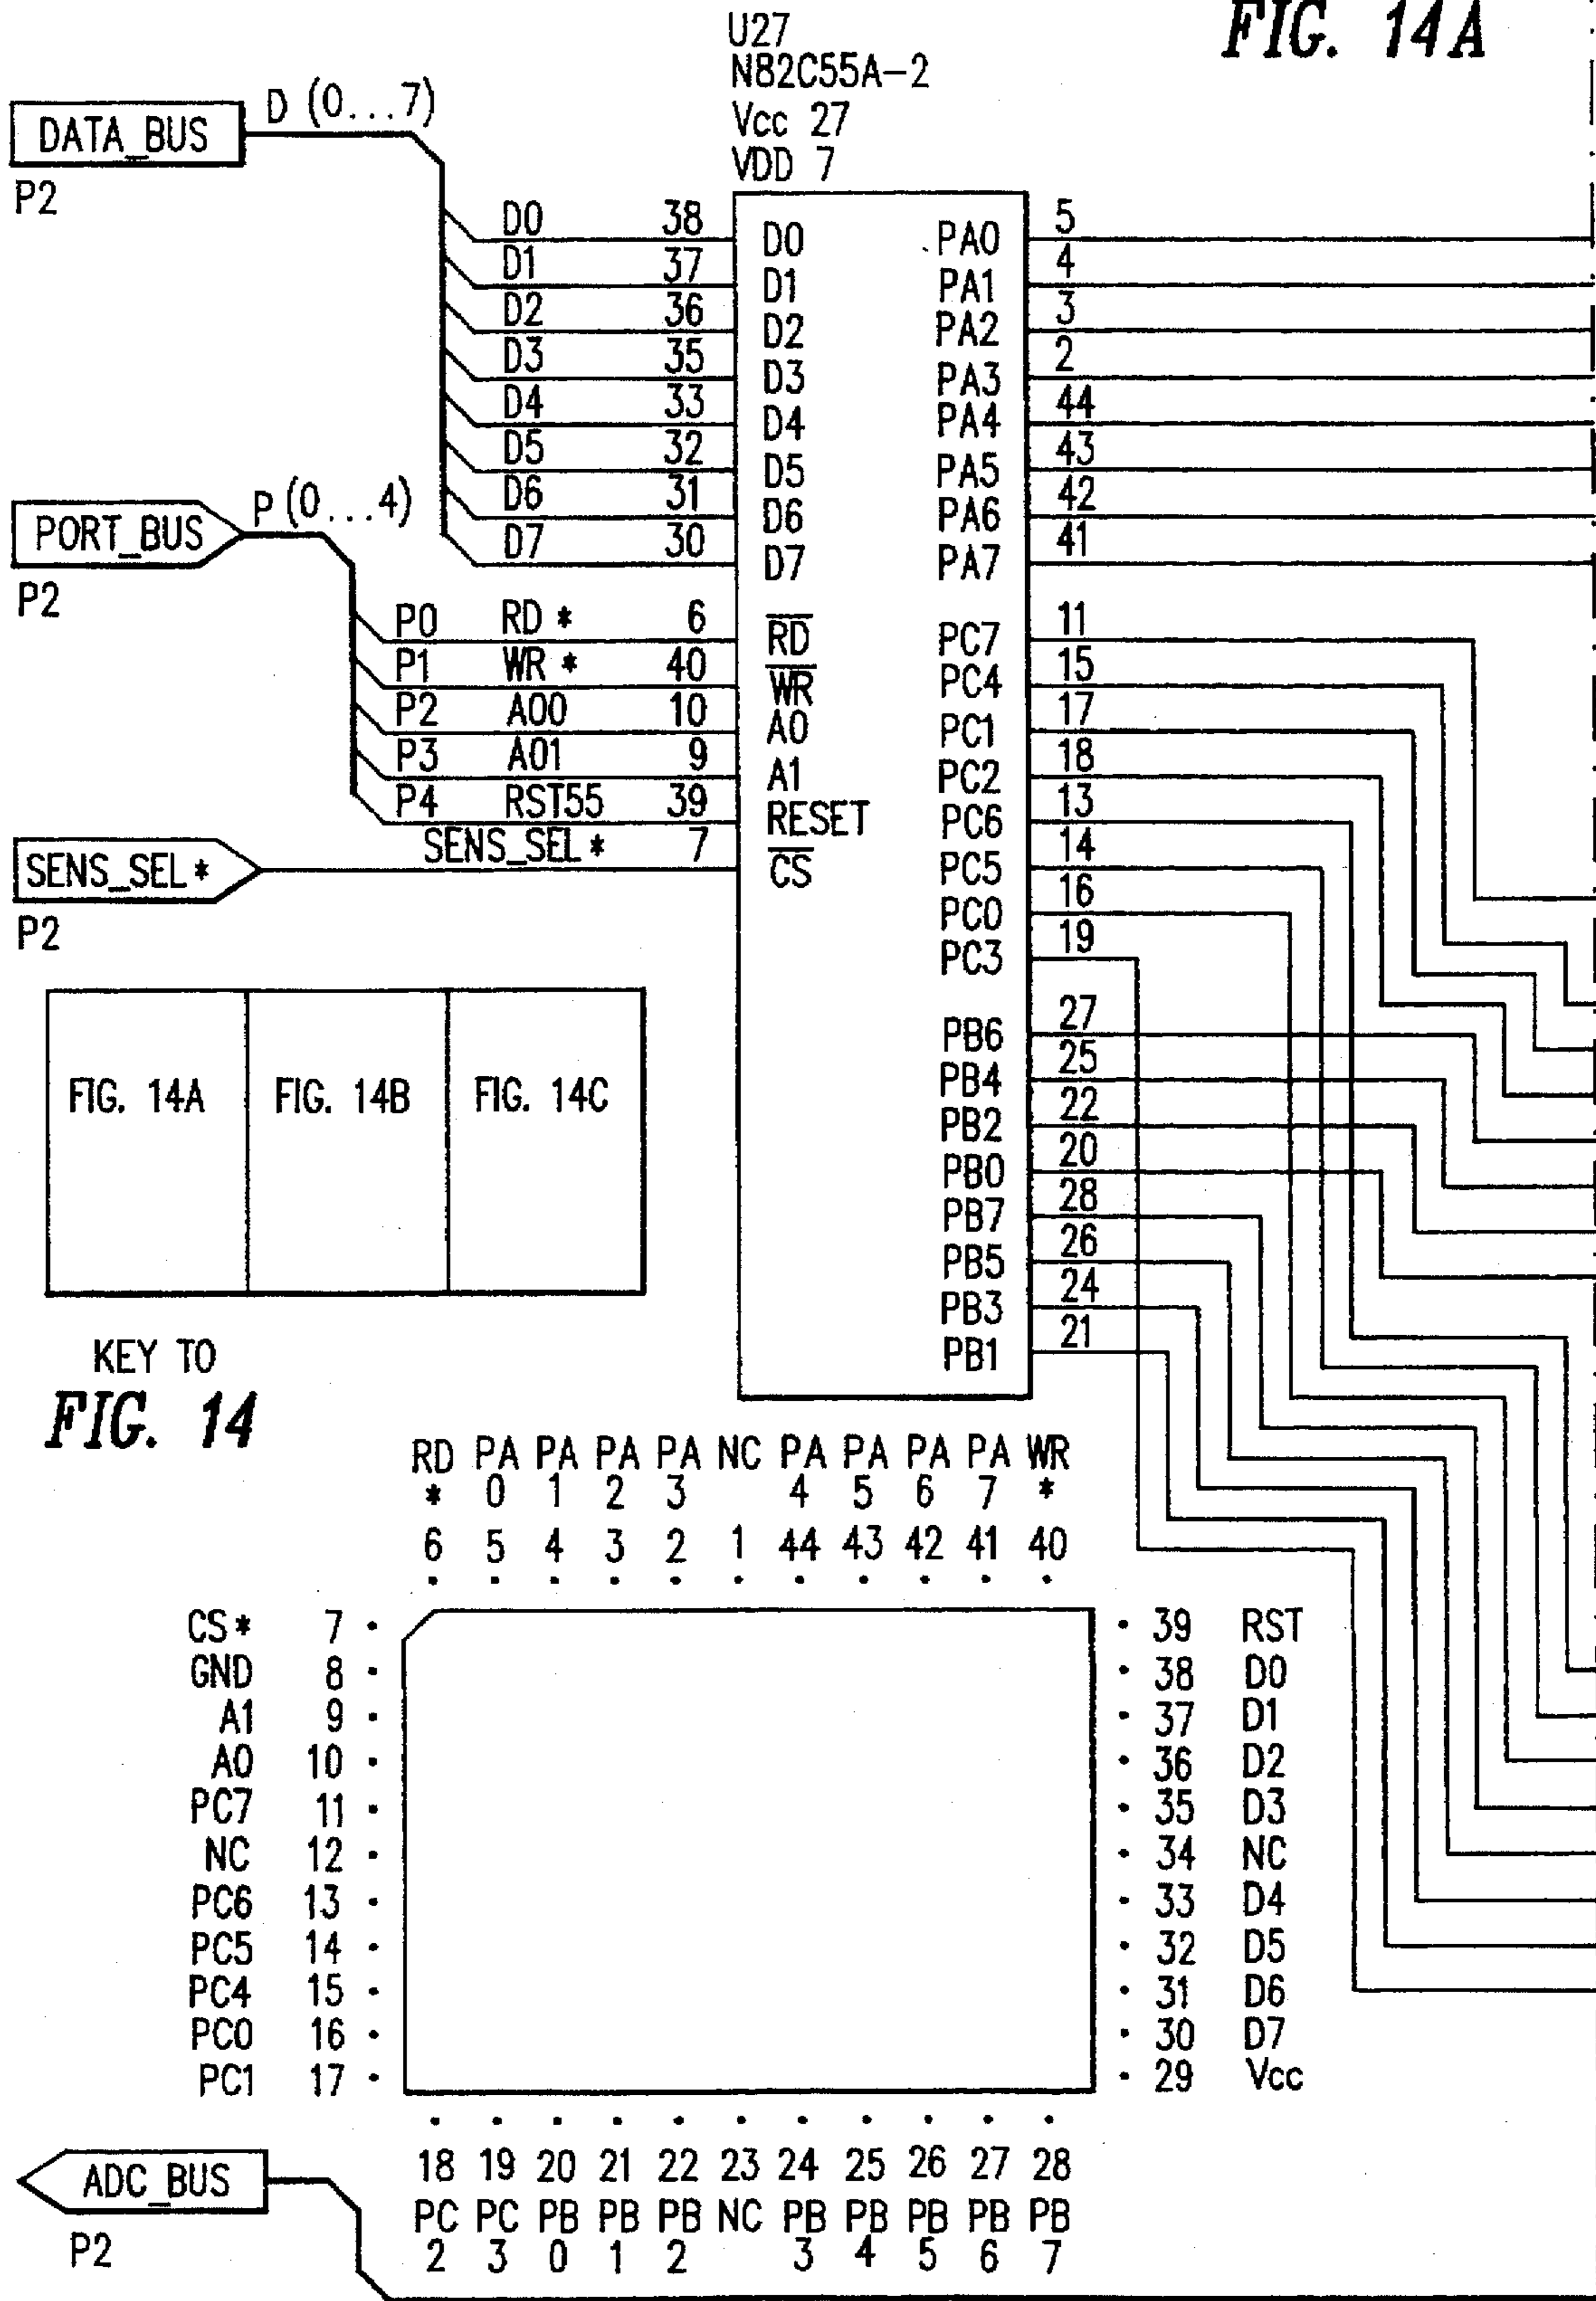 FIG. 14A
U27
N82C55A-2
Vcc 27
VDD 7
DATA_BUS
D (0...7)
P2
D0 38 D0
D1 37 D1
D2 36 D2
D3 35 D3
D4 33 D4
D5 32 D5
D6 31 D6
D7 30 D7
PORT_BUS
P (0...4)
P2
P0 RD * 6 RD
P1 WR * 40 WR
P2 A00 10 A0
P3 A01 9 A1
P4 RST55 39 RESET
SENS_SEL *
SENS_SEL * 7 CS
P2
PA0 5
PA1 4
PA2 3
PA3 2
PA4 44
PA5 43
PA6 42
PA7 41
PC7 11
PC4 15
PC1 17
PC2 18
PC6 13
PC5 14
PC0 16
PC3 19
PB6 27
PB4 25
PB2 22
PB0 20
PB7 28
PB5 26
PB3 24
PB1 21
FIG. 14A FIG. 14B FIG. 14C
KEY TO
FIG. 14
RD PA PA PA PA NC PA PA PA PA WR
* 0 1 2 3 4 5 6 7 *
6 5 4 3 2 1 44 43 42 41 40
CS * 7
GND 8
A1 9
A0 10
PC7 11
NC 12
PC6 13
PC5 14
PC4 15
PC0 16
PC1 17
39 RST
38 D0
37 D1
36 D2
35 D3
34 NC
33 D4
32 D5
31 D6
30 D7
29 Vcc
18 19 20 21 22 23 24 25 26 27 28
PC PC PB PB PB NC PB PB PB PB PB
2 3 0 1 2 3 4 5 6 7
ADC_BUS
P2